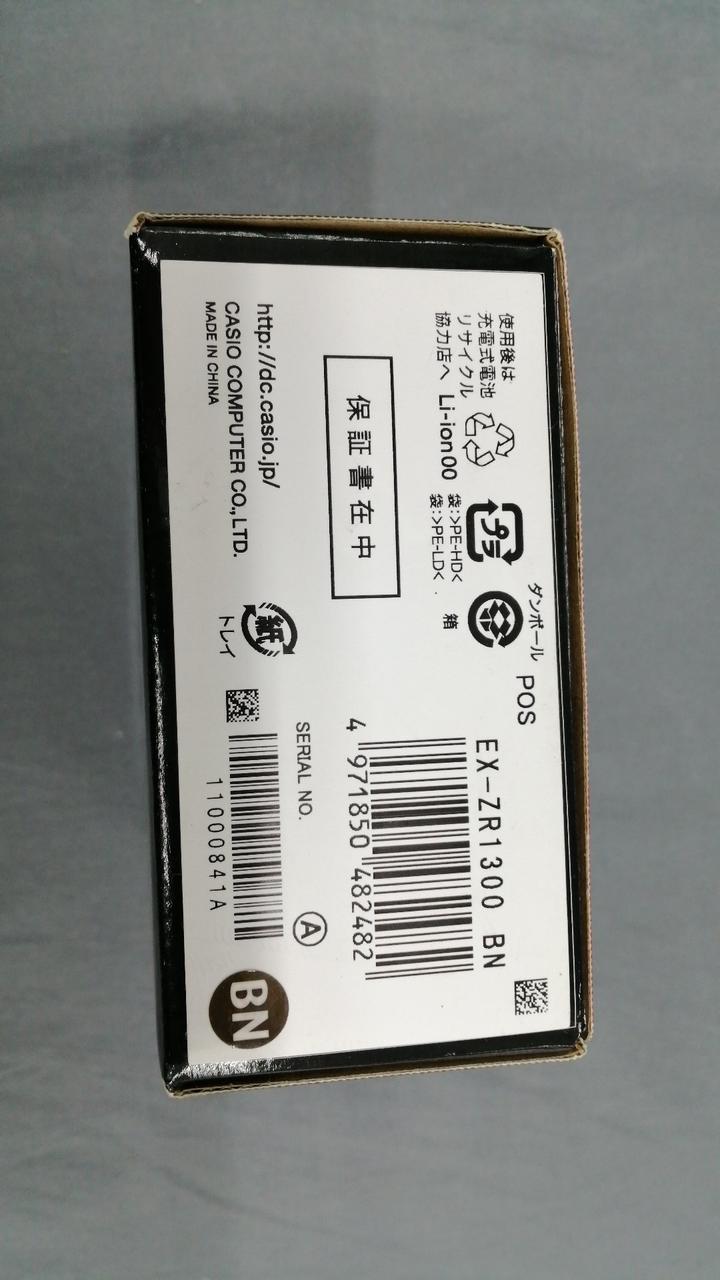 使用後は
充電式電池
リサイクル
協力店へ
Li-ion00
プラ
袋:>PE-HD<
袋:>PE-LD<
ダンボール
箱
POS
保証書在中
http://dc.casio.jp/
CASIO COMPUTER CO.,LTD.
MADE IN CHINA
紙
トレイ
EX-ZR1300 BN
4 971850 482482
SERIAL NO.
A
11000841A
BN